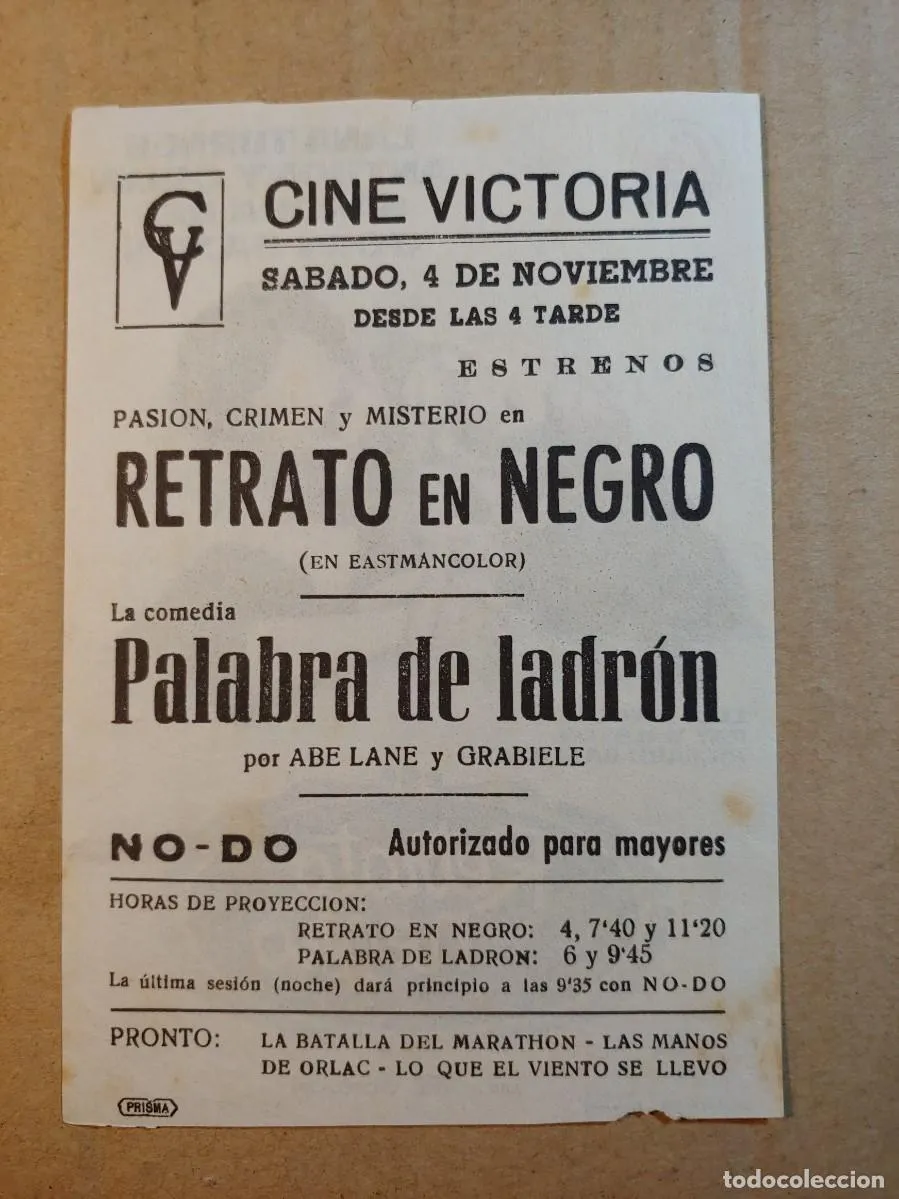 CV
CINE VICTORIA
SABADO, 4 DE NOVIEMBRE
DESDE LAS 4 TARDE
ESTRENOS
PASION, CRIMEN y MISTERIO en
RETRATO EN NEGRO
(EN EASTMANCOLOR)
La comedia
Palabra de ladrón
por ABE LANE y GRABIELE
NO-DO Autorizado para mayores
HORAS DE PROYECCION:
RETRATO EN NEGRO: 4, 7'40 y 11'20
PALABRA DE LADRON: 6 y 9'45
La última sesión (noche) dará principio a las 9'35 con NO-DO
PRONTO: LA BATALLA DEL MARATHON - LAS MANOS
DE ORLAC - LO QUE EL VIENTO SE LLEVO
PRISMA
todocoleccion